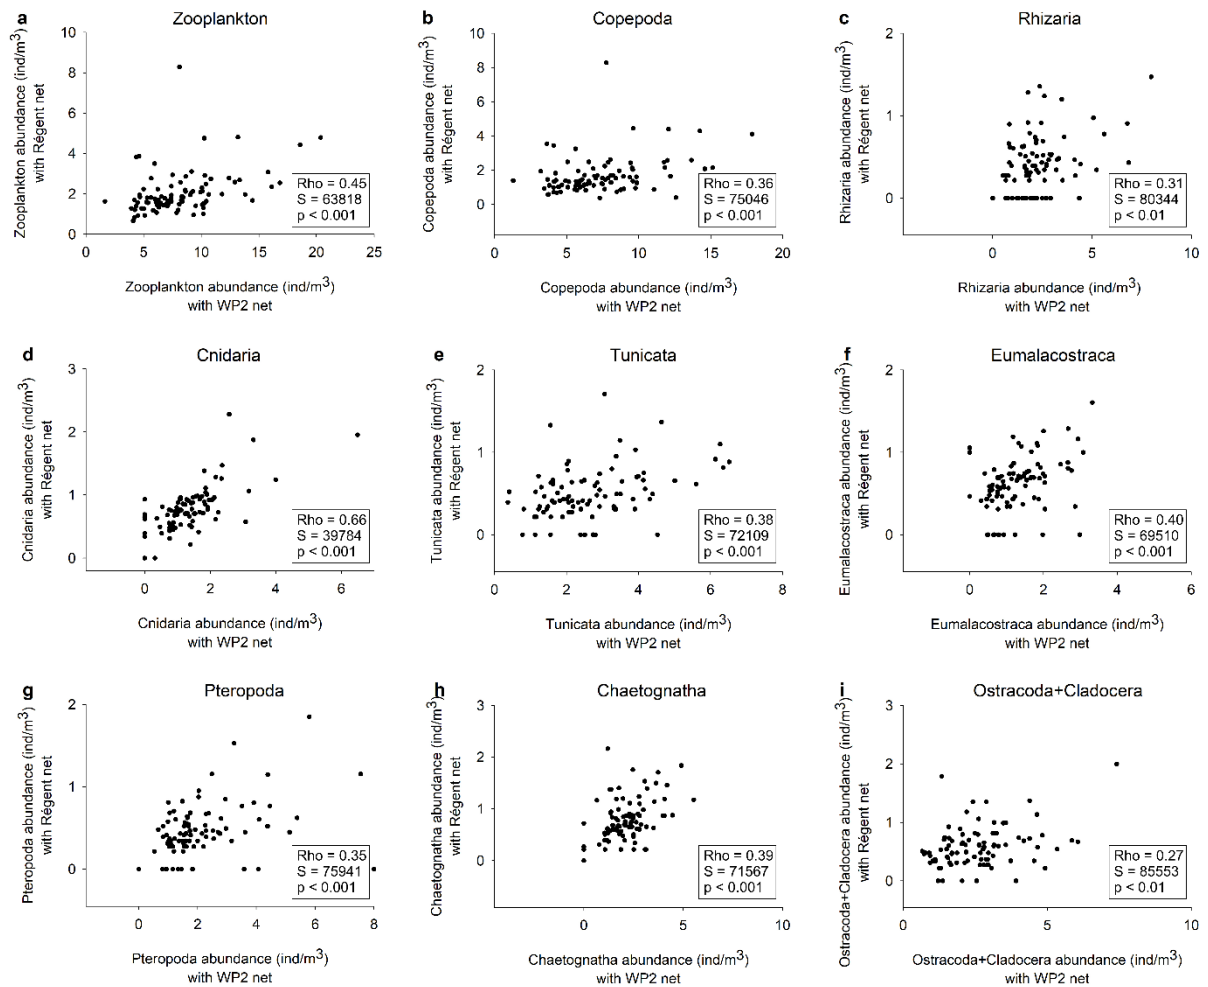 a Zooplankton
Zooplankton abundance (ind/m3)
with Régent net
10
8
6
4
2
0
0 5 10 15 20 25
Rho = 0.45
S = 63818
p < 0.001
Zooplankton abundance (ind/m3)
with WP2 net
b Copepoda
Copepoda abundance (ind/m3)
with Régent net
10
8
6
4
2
0
0 5 10 15 20
Rho = 0.36
S = 75046
p < 0.001
Copepoda abundance (ind/m3)
with WP2 net
c Rhizaria
Rhizaria abundance (ind/m3)
with Régent net
2
1
0
0 5 10
Rho = 0.31
S = 80344
p < 0.01
Rhizaria abundance (ind/m3)
with WP2 net
d Cnidaria
Cnidaria abundance (ind/m3)
with Régent net
3
2
1
0
0 2 4 6
Rho = 0.66
S = 39784
p < 0.001
Cnidaria abundance (ind/m3)
with WP2 net
e Tunicata
Tunicata abundance (ind/m3)
with Régent net
2
1
0
0 2 4 6 8
Rho = 0.38
S = 72109
p < 0.001
Tunicata abundance (ind/m3)
with WP2 net
f Eumalacostraca
Eumalacostraca abundance (ind/m3)
with Régent net
2
1
0
0 2 4 6
Rho = 0.40
S = 69510
p < 0.001
Eumalacostraca abundance (ind/m3)
with WP2 net
g Pteropoda
Pteropoda abundance (ind/m3)
with Régent net
2
1
0
0 2 4 6 8
Rho = 0.35
S = 75941
p < 0.001
Pteropoda abundance (ind/m3)
with WP2 net
h Chaetognatha
Chaetognatha abundance (ind/m3)
with Régent net
3
2
1
0
0 5 10
Rho = 0.39
S = 71567
p < 0.001
Chaetognatha abundance (ind/m3)
with WP2 net
i Ostracoda+Cladocera
Ostracoda+Cladocera abundance (ind/m3)
with Régent net
3
2
1
0
0 5 10
Rho = 0.27
S = 85553
p < 0.01
Ostracoda+Cladocera abundance (ind/m3)
with WP2 net